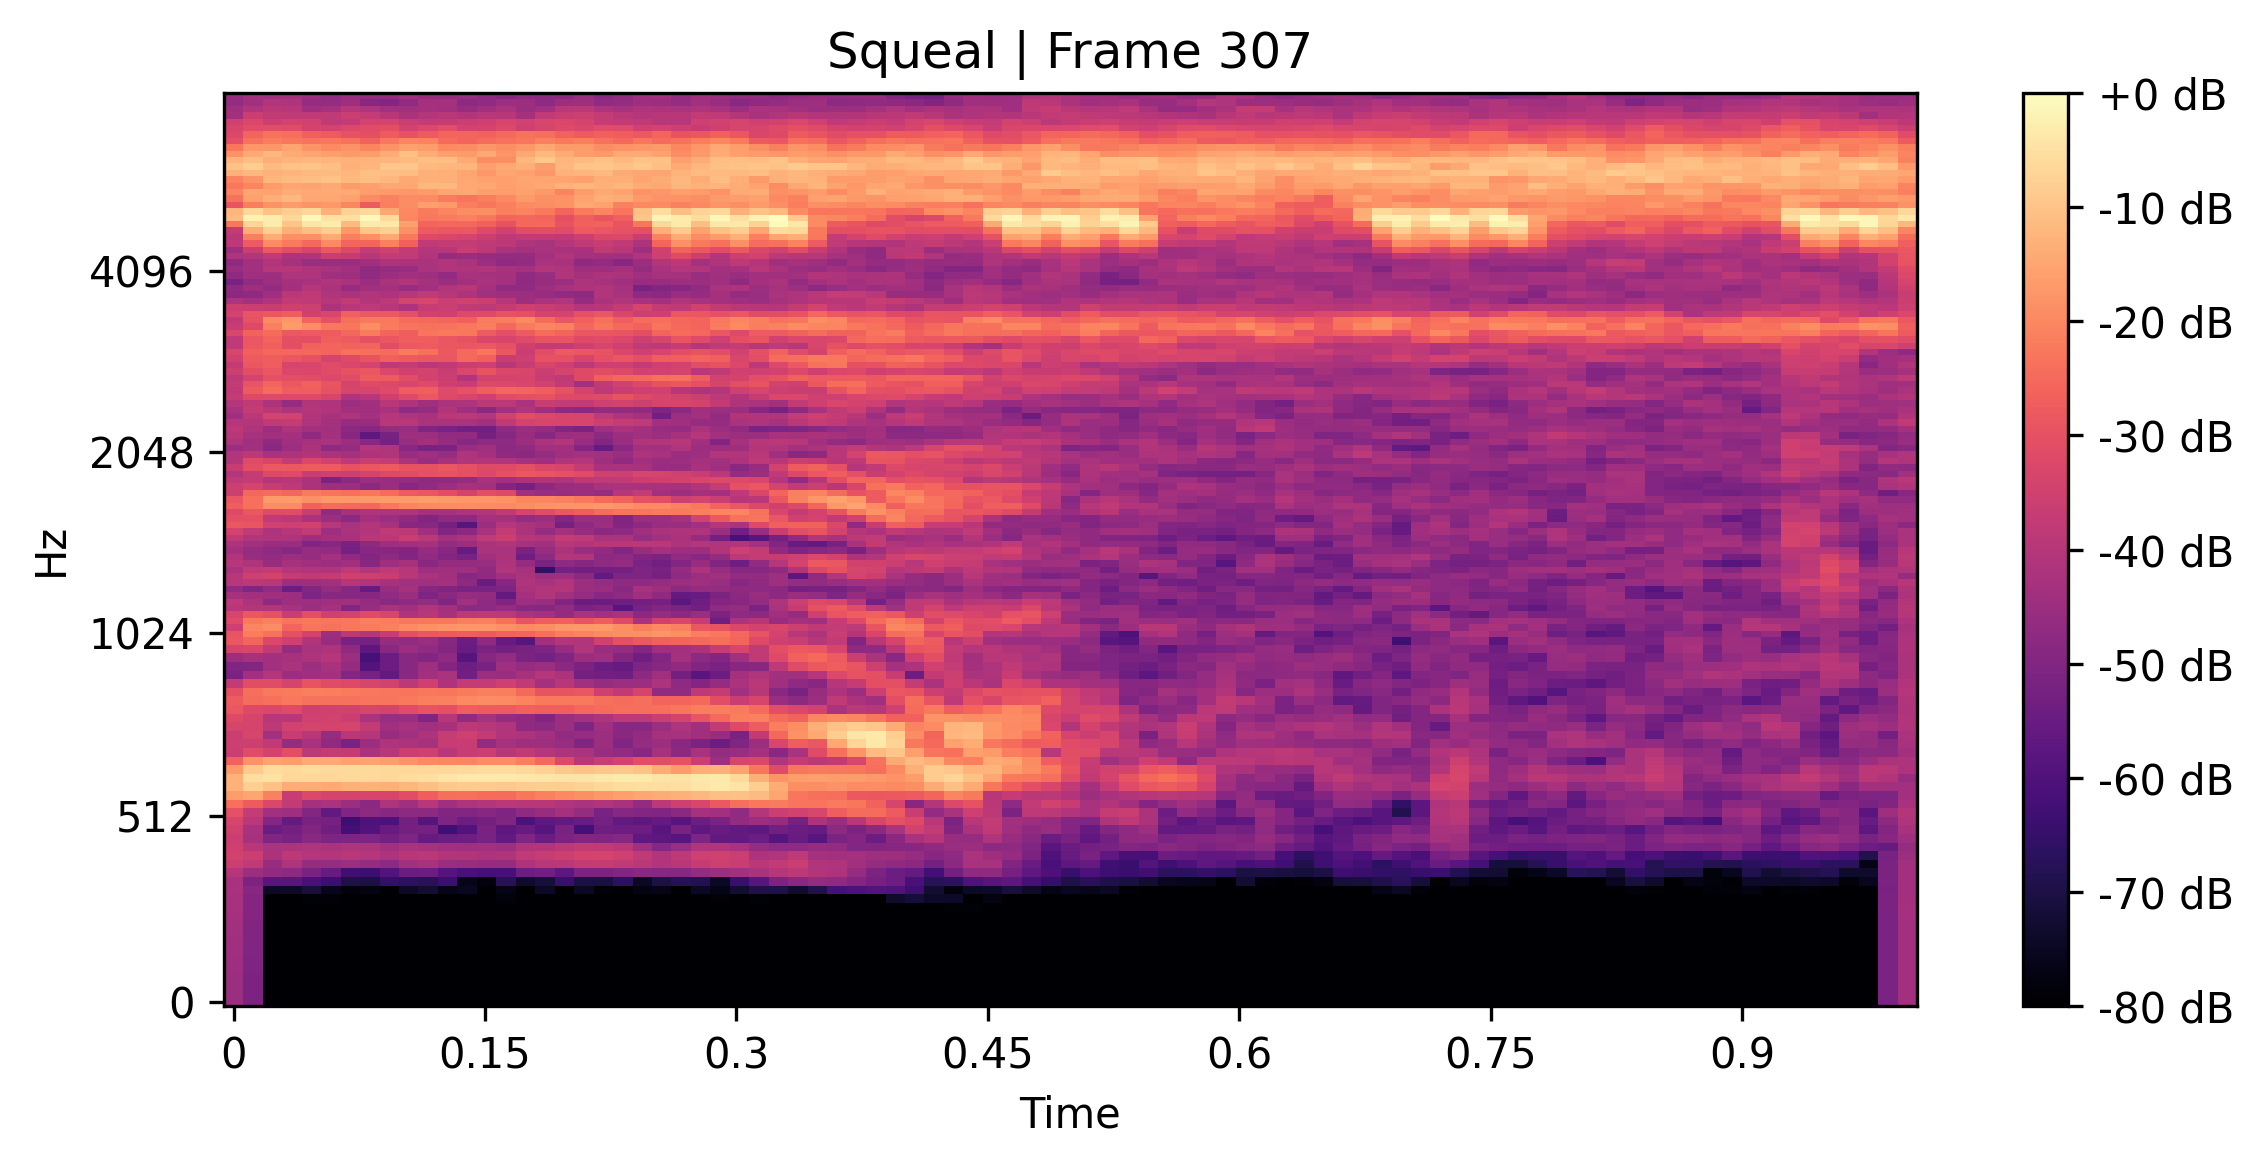 Squeal | Frame 307
+0 dB
-10 dB
-20 dB
-30 dB
-40 dB
-50 dB
-60 dB
-70 dB
-80 dB
Hz
4096
2048
1024
512
0
0 0.15 0.3 0.45 0.6 0.75 0.9
Time